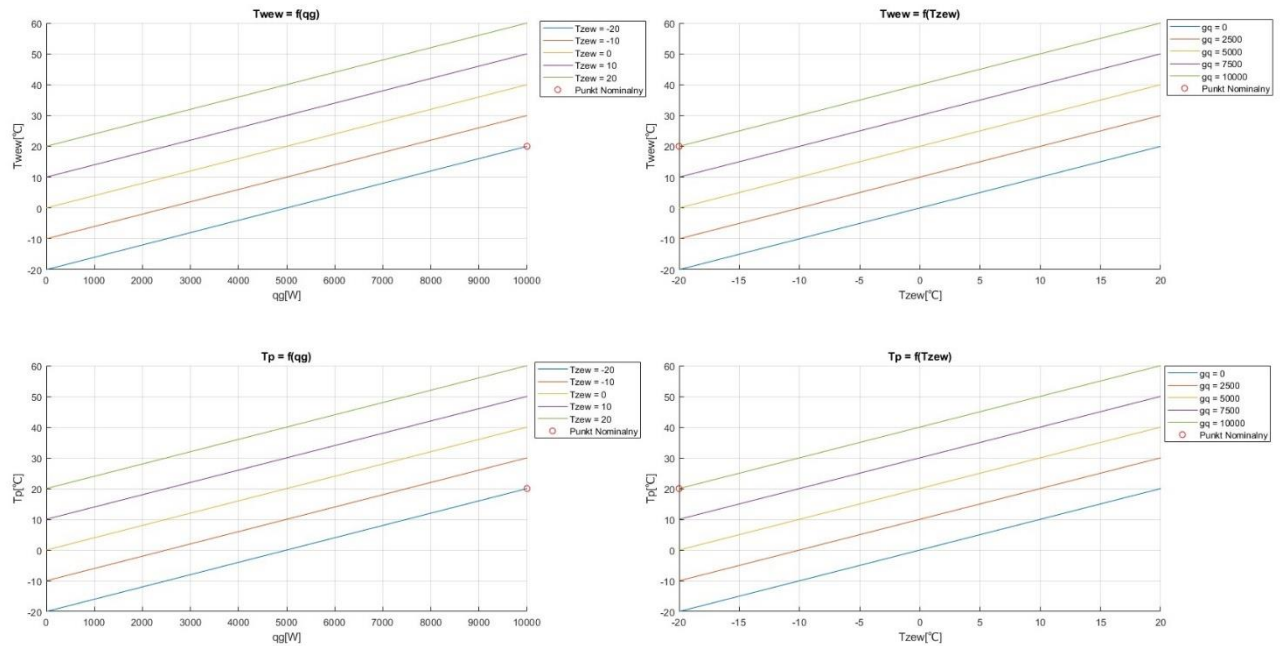 Twew = f(qg)
60
50
40
30
20
10
0
-10
-20
Twew[℃]
0 1000 2000 3000 4000 5000 6000 7000 8000 9000 10000
qg[W]
Tzew = -20
Tzew = -10
Tzew = 0
Tzew = 10
Tzew = 20
Punkt Nominalny
Twew = f(Tzew)
60
50
40
30
20
10
0
-10
-20
Twew[℃]
-20 -15 -10 -5 0 5 10 15 20
Tzew[℃]
gq = 0
gq = 2500
gq = 5000
gq = 7500
gq = 10000
Punkt Nominalny
Tp = f(qg)
60
50
40
30
20
10
0
-10
-20
Tp[℃]
0 1000 2000 3000 4000 5000 6000 7000 8000 9000 10000
qg[W]
Tzew = -20
Tzew = -10
Tzew = 0
Tzew = 10
Tzew = 20
Punkt Nominalny
Tp = f(Tzew)
60
50
40
30
20
10
0
-10
-20
Tp[℃]
-20 -15 -10 -5 0 5 10 15 20
Tzew[℃]
gq = 0
gq = 2500
gq = 5000
gq = 7500
gq = 10000
Punkt Nominalny